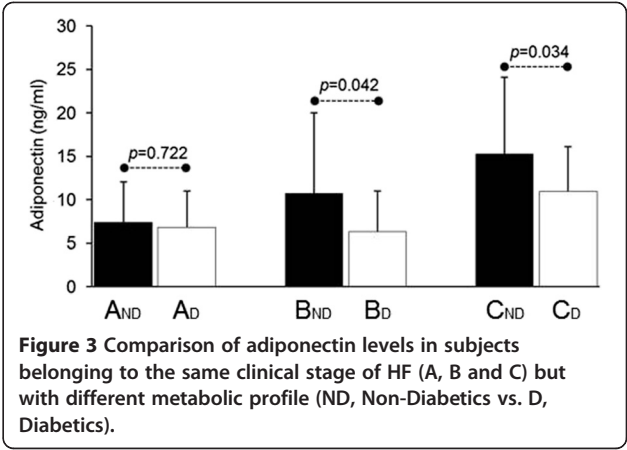 30
25
20
15
10
5
0
Adiponectin (ng/ml)
p=0.722
p=0.042
p=0.034
AND AD BND BD CND CD
Figure 3 Comparison of adiponectin levels in subjects
belonging to the same clinical stage of HF (A, B and C) but
with different metabolic profile (ND, Non-Diabetics vs. D,
Diabetics).